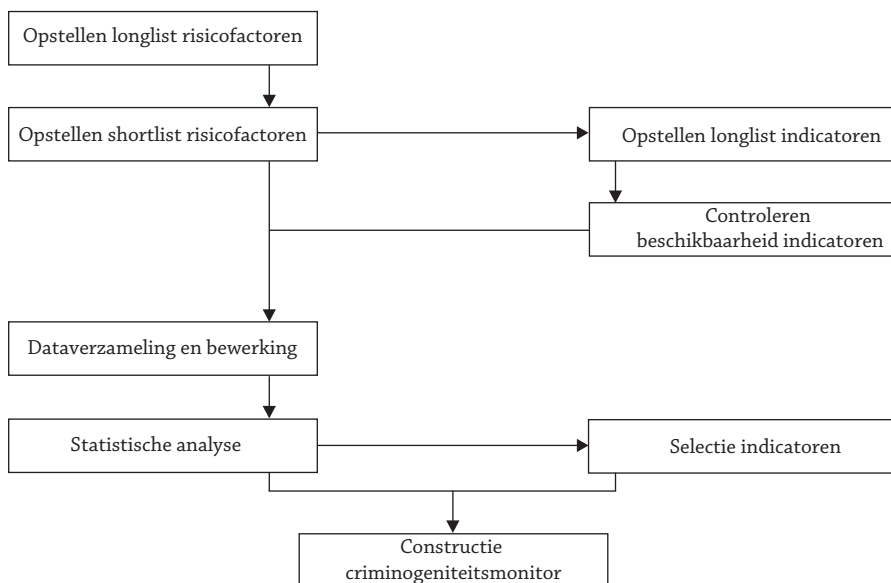 Opstellen longlist risicofactoren
Opstellen shortlist risicofactoren
Opstellen longlist indicatoren
Controleren
beschikbaarheid indicatoren
Dataverzameling en bewerking
Statistische analyse
Selectie indicatoren
Constructie
criminogeniteitsmonitor